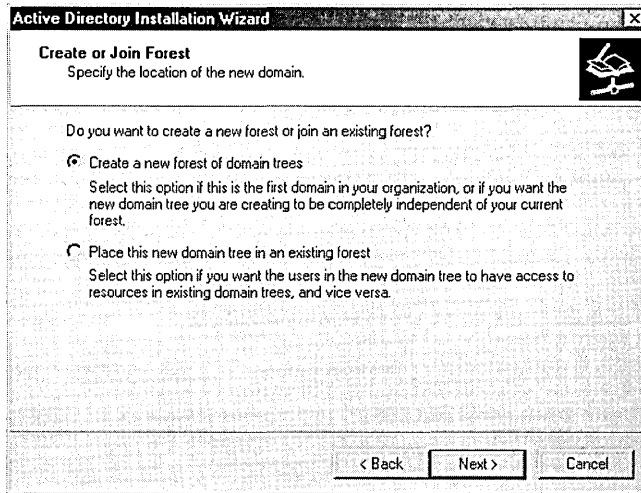 Active Directory Installation Wizard
Create or Join Forest
Specify the location of the new domain.
Do you want to create a new forest or join an existing forest?
Create a new forest of domain trees
Select this option if this is the first domain in your organization, or if you want the
new domain tree you are creating to be completely independent of your current
forest.
Place this new domain tree in an existing forest
Select this option if you want the users in the new domain tree to have access to
resources in existing domain trees, and vice versa.
< Back Next > Cancel